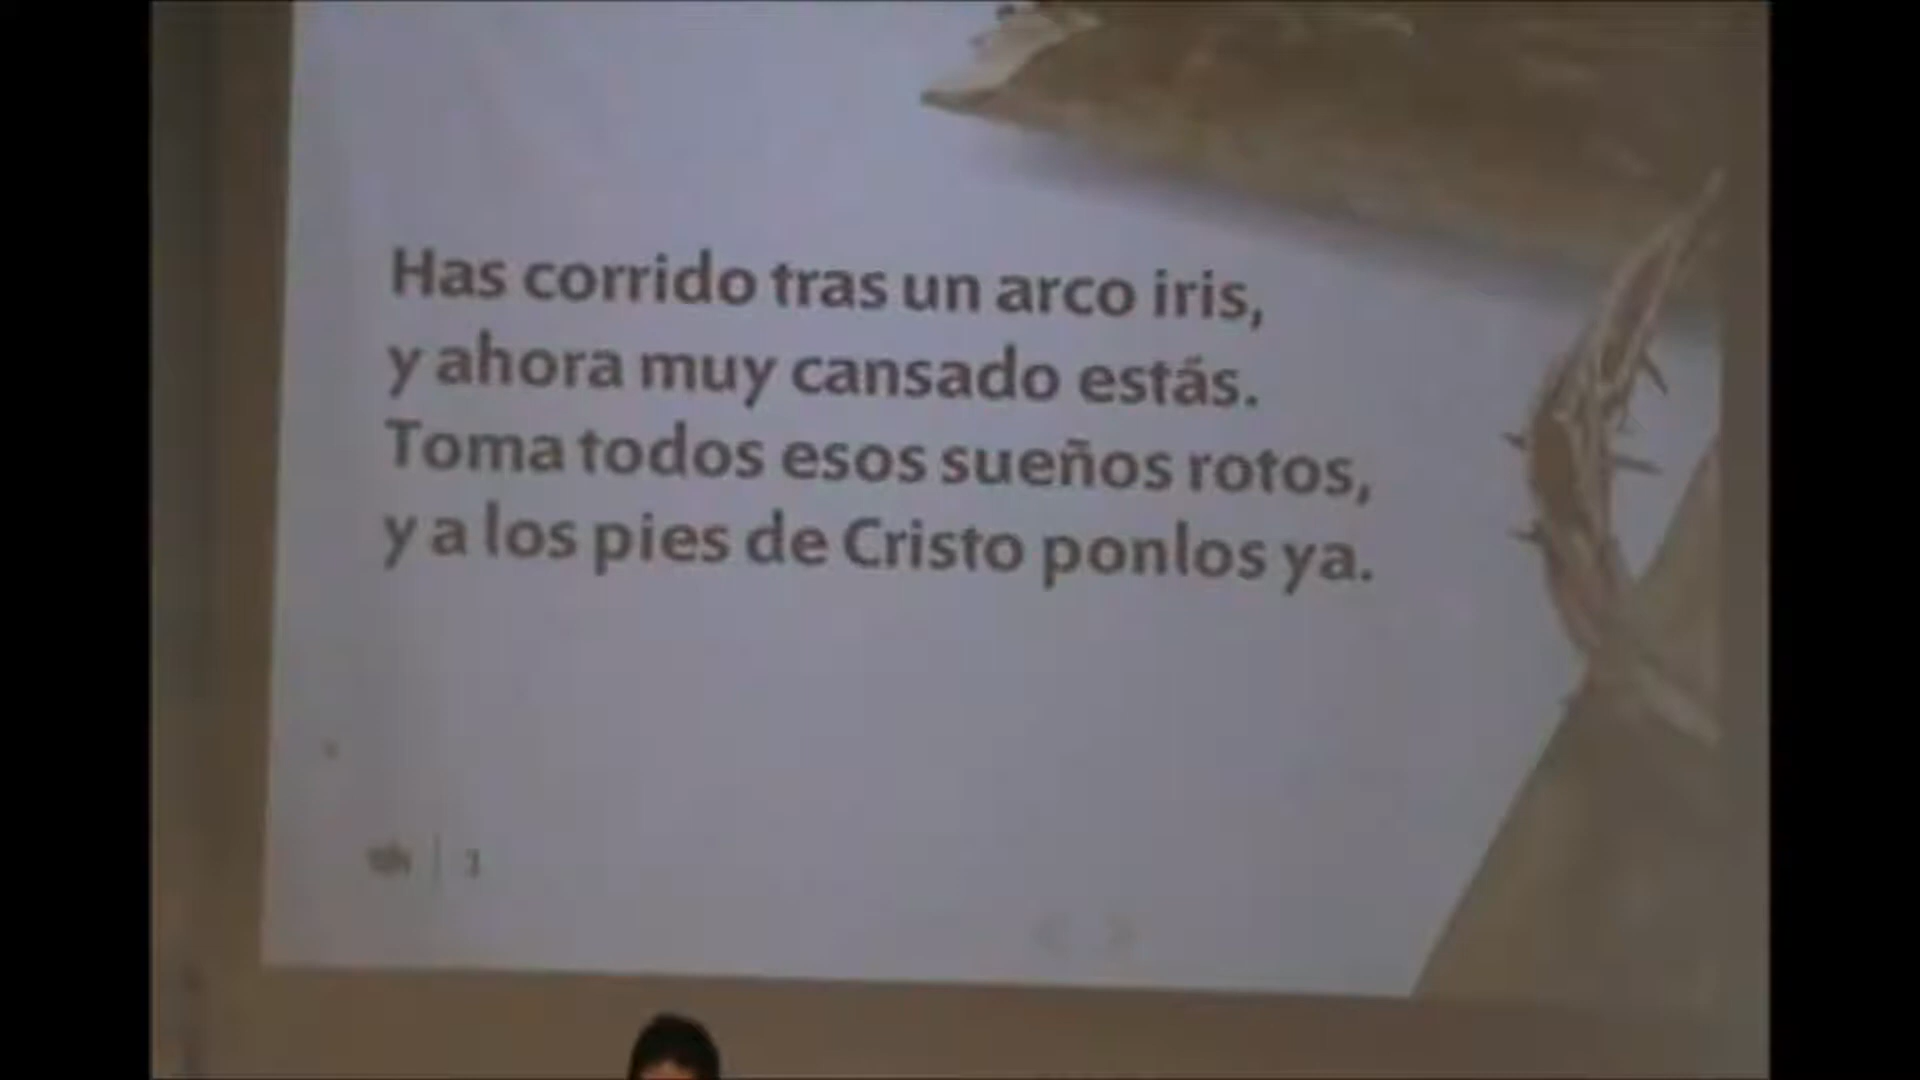 Has corrido tras un arco iris,
y ahora muy cansado estás.
Toma todos esos sueños rotos,
y a los pies de Cristo ponlos ya.